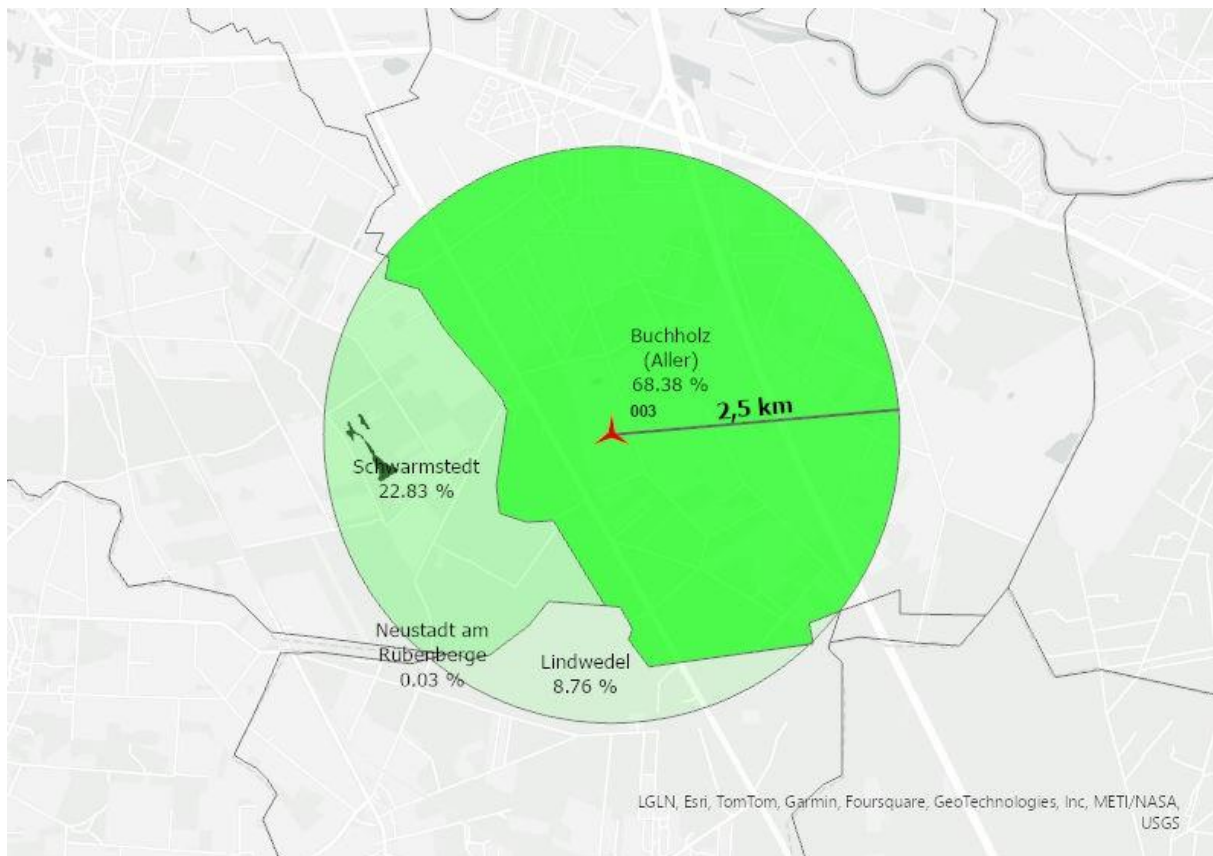 Buchholz
(Aller)
68.38 %
003
2,5 km
Schwarmstedt
22.83 %
Neustadt am
Rübenberge
0.03 %
Lindwedel
8.76 %
LGLN, Esri, TomTom, Garmin, Foursquare, GeoTechnologies, Inc, METI/NASA,
USGS